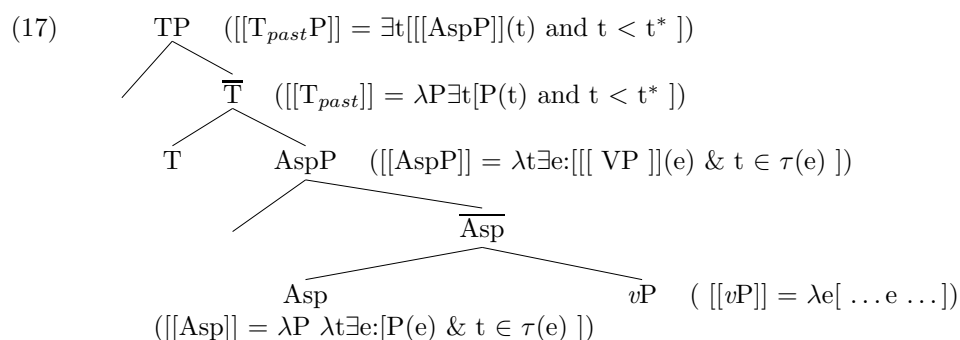 (17) TP ([[T_past P]] = ∃t[[[AspP]](t) and t < t* ])
T̅ ([[T_past]] = λP∃t[P(t) and t < t* ])
T AspP ([[AspP]] = λt∃e:[[[ VP ]](e) & t ∈ τ(e) ])
A̅s̅p̅
Asp vP ( [[vP]] = λe[ …e …])
([[Asp]] = λP λt∃e:[P(e) & t ∈ τ(e) ])